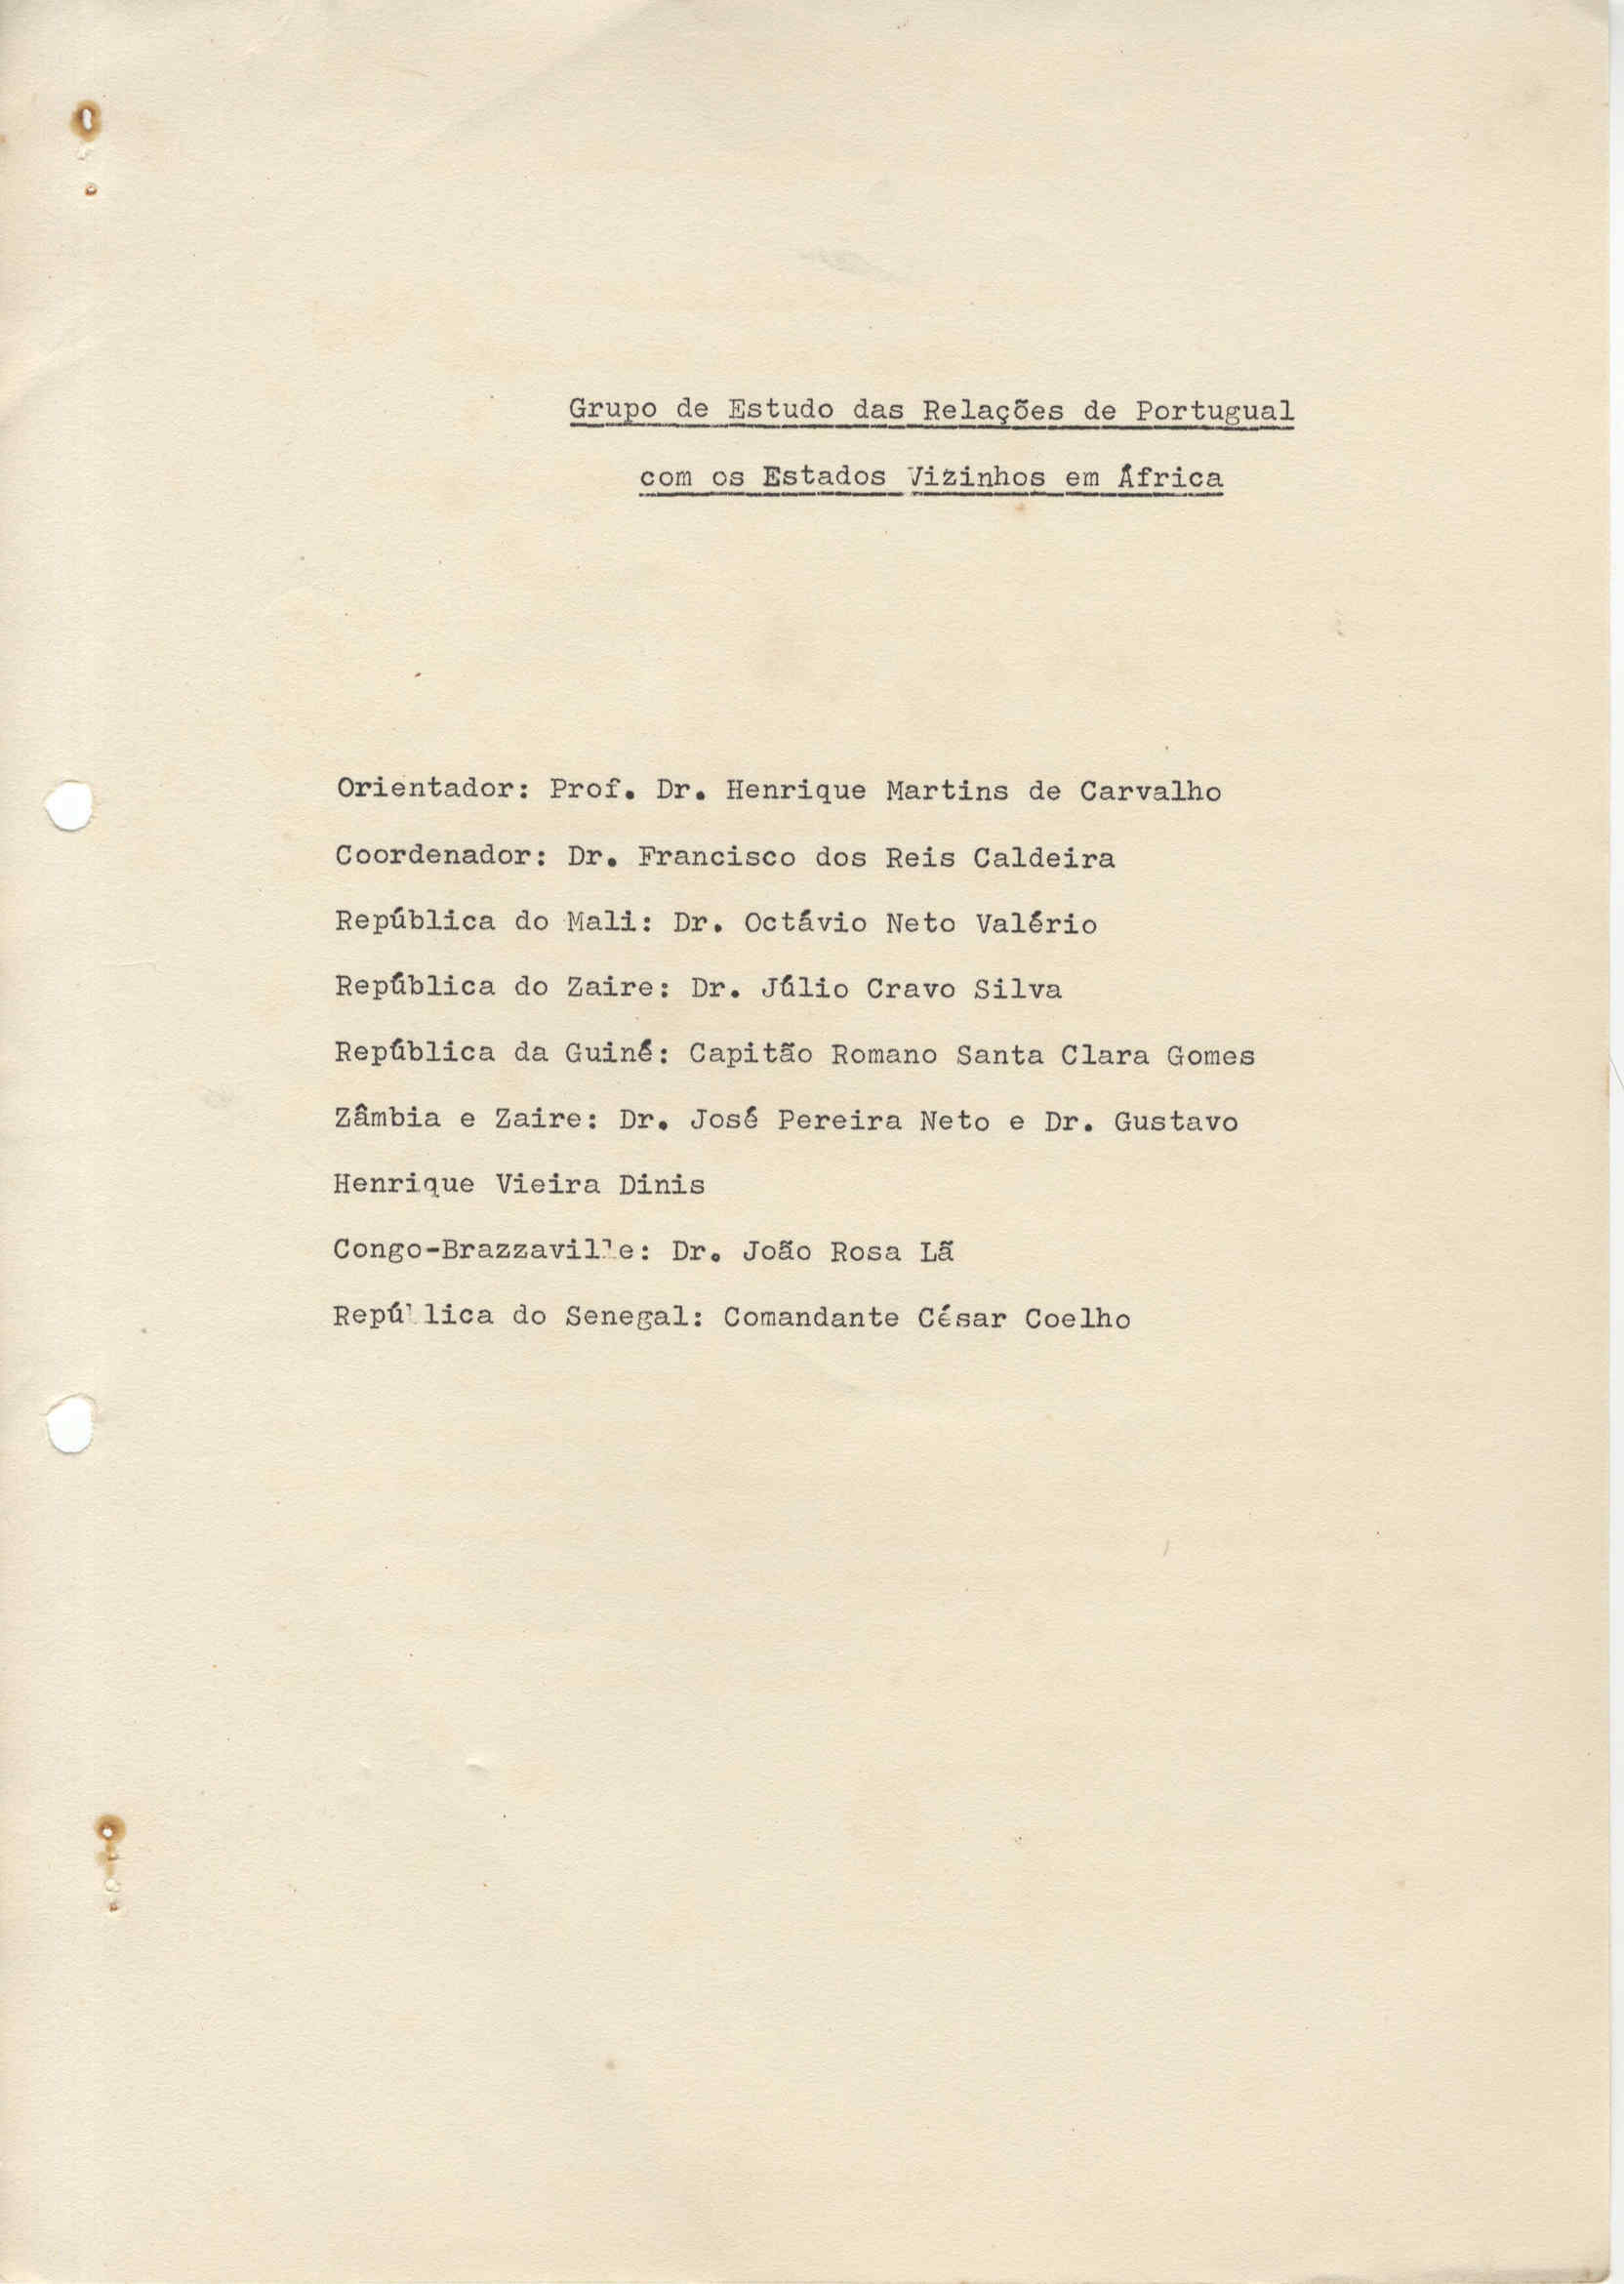 Grupo de Estudo das Relações de Portugual
com os Estados Vizinhos em África
Orientador: Prof. Dr. Henrique Martins de Carvalho
Coordenador: Dr. Francisco dos Reis Caldeira
República do Mali: Dr. Octávio Neto Valério
República do Zaire: Dr. Júlio Cravo Silva
República da Guiné: Capitão Romano Santa Clara Gomes
Zâmbia e Zaire: Dr. José Pereira Neto e Dr. Gustavo
Henrique Vieira Dinis
Congo-Brazzaville: Dr. João Rosa Lã
República do Senegal: Comandante César Coelho